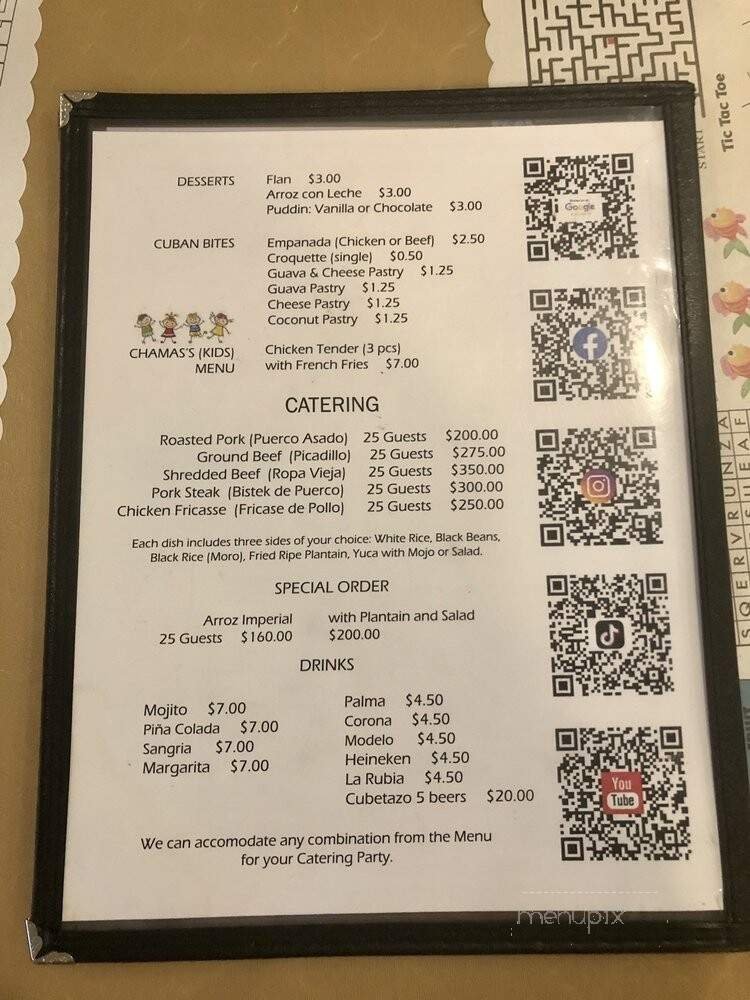 DESSERTS Flan $3.00
Arroz con Leche $3.00
Puddin: Vanilla or Chocolate $3.00
CUBAN BITES Empanada (Chicken or Beef) $2.50
Croquette (single) $0.50
Guava & Cheese Pastry $1.25
Guava Pastry $1.25
Cheese Pastry $1.25
Coconut Pastry $1.25
CHAMAS'S (KIDS) Chicken Tender (3 pcs)
MENU with French Fries $7.00
CATERING
Roasted Pork (Puerco Asado) 25 Guests $200.00
Ground Beef (Picadillo) 25 Guests $275.00
Shredded Beef (Ropa Vieja) 25 Guests $350.00
Pork Steak (Bistek de Puerco) 25 Guests $300.00
Chicken Fricasse (Fricase de Pollo) 25 Guests $250.00
Each dish includes three sides of your choice: White Rice, Black Beans,
Black Rice (Moro), Fried Ripe Plantain, Yuca with Mojo or Salad.
SPECIAL ORDER
Arroz Imperial with Plantain and Salad
25 Guests $160.00 $200.00
DRINKS
Mojito $7.00
Piña Colada $7.00
Sangria $7.00
Margarita $7.00
Palma $4.50
Corona $4.50
Modelo $4.50
Heineken $4.50
La Rubia $4.50
Cubetazo 5 beers $20.00
We can accomodate any combination from the Menu
for your Catering Party.
Google
You
Tube
START
Tic Tac Toe
SQERVRUNZA
menupix